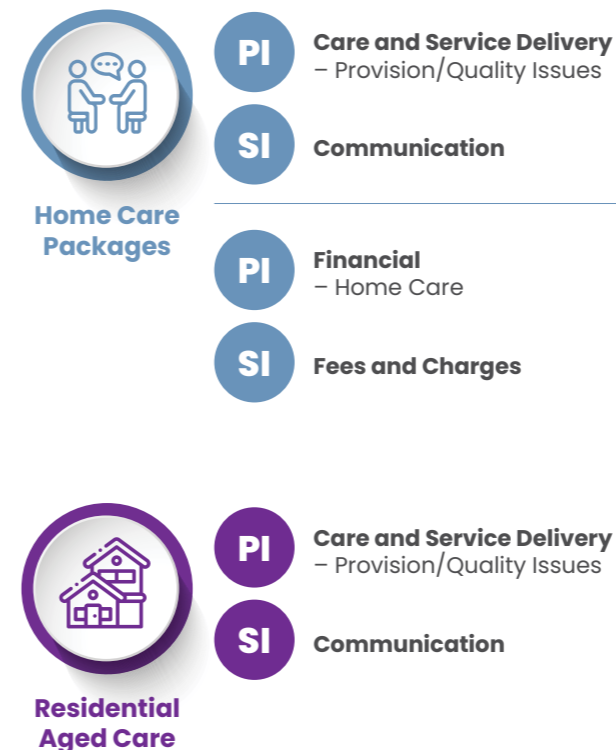 PI
Care and Service Delivery
– Provision/Quality Issues
SI
Communication
Home Care
Packages
PI
Financial
– Home Care
SI
Fees and Charges
PI
Care and Service Delivery
– Provision/Quality Issues
SI
Communication
Residential
Aged Care